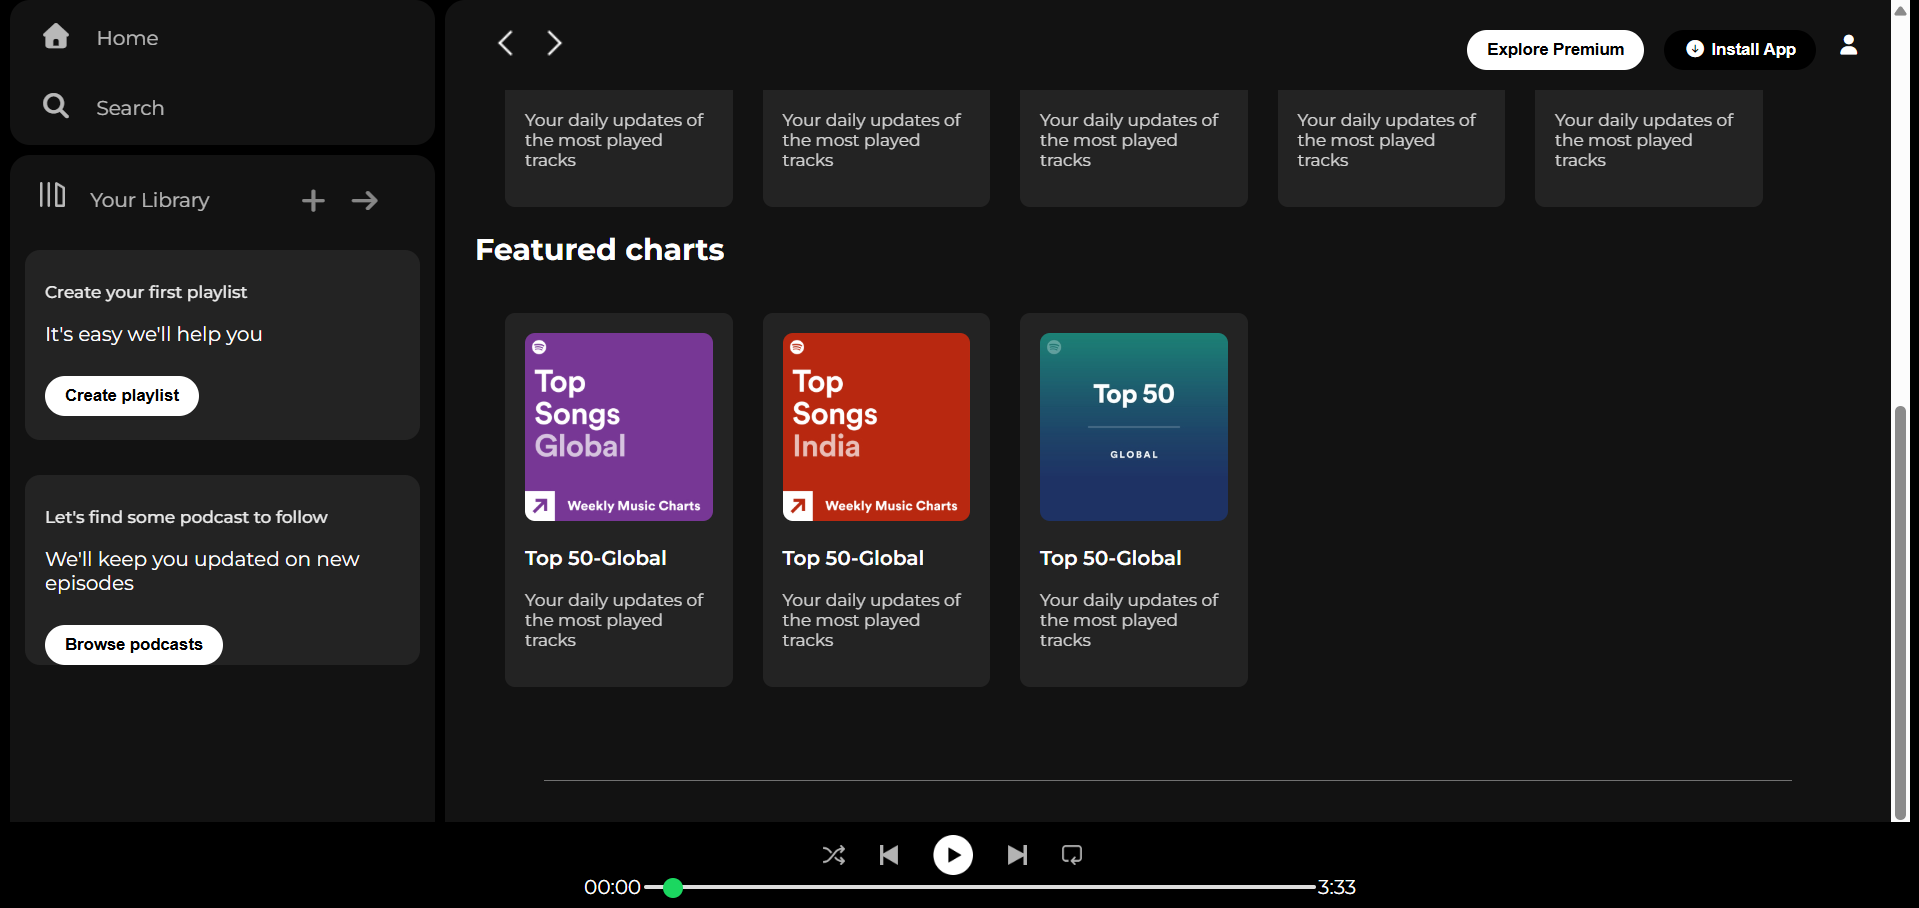 Home
Search
Your Library
Create your first playlist
It's easy we'll help you
Create playlist
Let's find some podcast to follow
We'll keep you updated on new
episodes
Browse podcasts
Explore Premium
Install App
Your daily updates of
the most played
tracks
Your daily updates of
the most played
tracks
Your daily updates of
the most played
tracks
Your daily updates of
the most played
tracks
Your daily updates of
the most played
tracks
Featured charts
Top
Songs
Global
Weekly Music Charts
Top 50-Global
Your daily updates of
the most played
tracks
Top
Songs
India
Weekly Music Charts
Top 50-Global
Your daily updates of
the most played
tracks
Top 50
GLOBAL
Top 50-Global
Your daily updates of
the most played
tracks
00:00
3:33